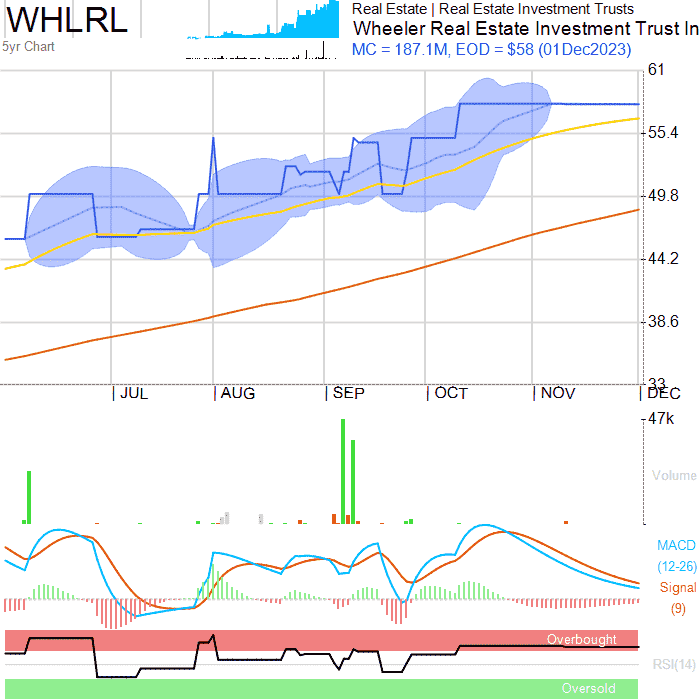 WHLRL
Real Estate | Real Estate Investment Trusts
Wheeler Real Estate Investment Trust In
5yr Chart
MC = 187.1M, EOD = $58 (01Dec2023)
61
55.4
49.8
44.2
38.6
33
JUL AUG SEP OCT NOV DEC
47k
Volume
MACD
(12-26)
Signal
(9)
Overbought
RSI(14)
Oversold